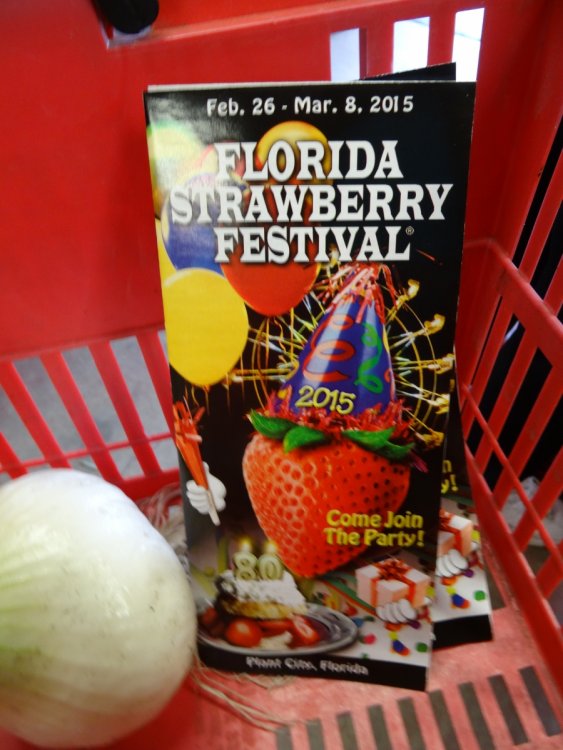 Feb. 26 - Mar. 8, 2015
FLORIDA
STRAWBERRY
FESTIVAL®
2015
Come Join
The Party!
80
Plant City, Florida
y!